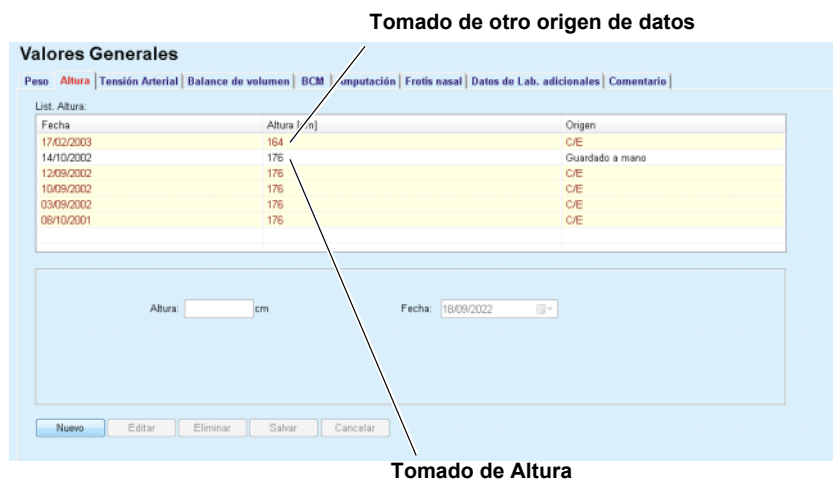 Tomado de otro origen de datos
Valores Generales
Peso Altura Tensión Arterial Balance de volumen BCM Amputación Frotis nasal Datos de Lab. adicionales Comentario
List. Altura:
Fecha Altura [cm] Origen
17/02/2003 164 C/E
14/10/2002 176 Guardado a mano
12/09/2002 176 C/E
10/09/2002 176 C/E
03/09/2002 176 C/E
08/10/2001 176 C/E
Altura: cm Fecha: 18/09/2022
Nuevo Editar Eliminar Salvar Cancelar
Tomado de Altura